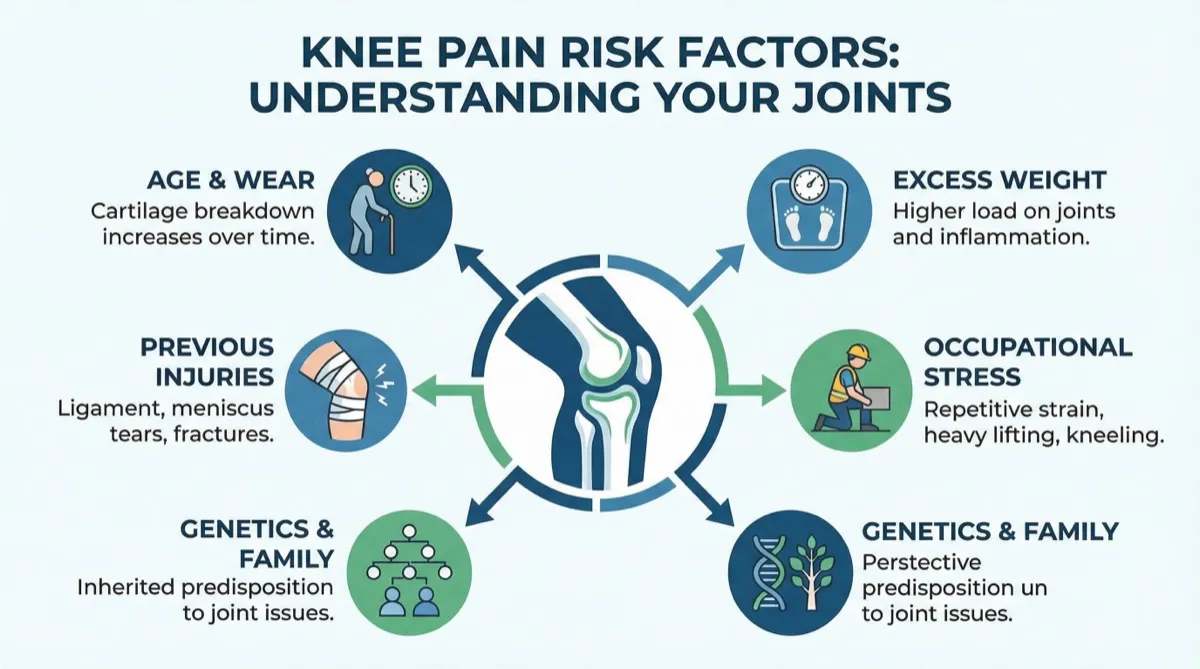 KNEE PAIN RISK FACTORS:
UNDERSTANDING YOUR JOINTS
AGE & WEAR
Cartilage breakdown
increases over time.
EXCESS WEIGHT
Higher load on joints
and inflammation.
PREVIOUS
INJURIES
Ligament, meniscus
tears, fractures.
OCCUPATIONAL
STRESS
Repetitive strain,
heavy lifting, kneeling.
GENETICS &
FAMILY
Inherited predisposition
to joint issues.
GENETICS & FAMILY
Perstective
predisposition un
to joint issues.